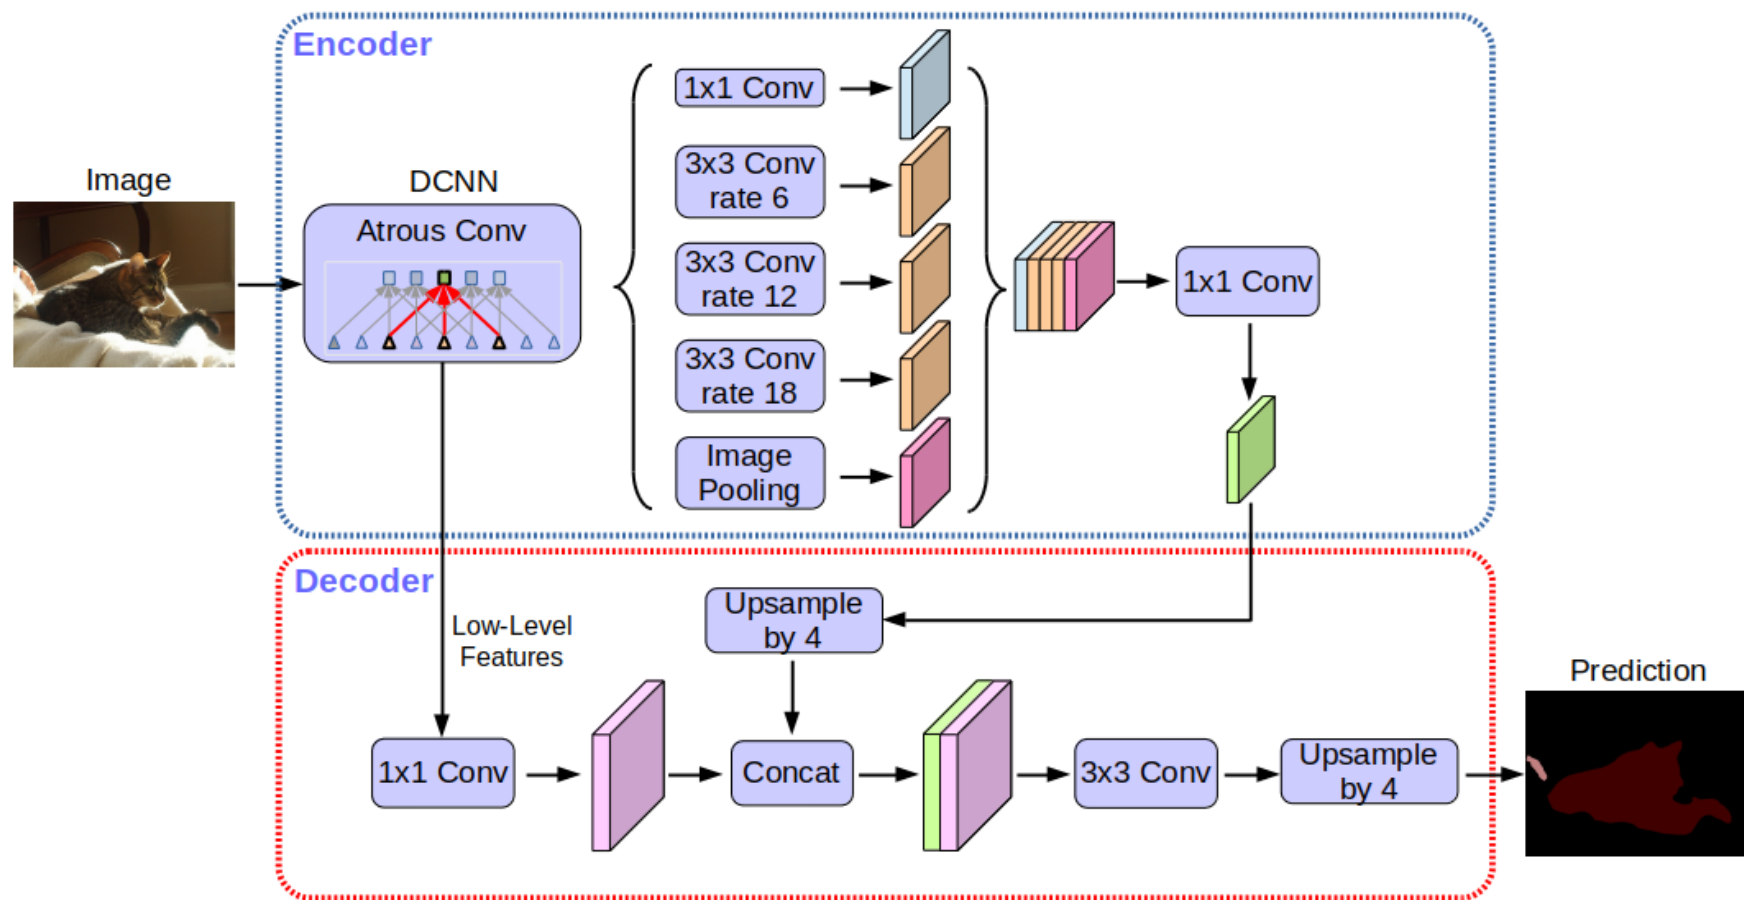 Encoder
Image
DCNN
Atrous Conv
1x1 Conv
3x3 Conv
rate 6
3x3 Conv
rate 12
3x3 Conv
rate 18
Image
Pooling
1x1 Conv
Decoder
Low-Level
Features
Upsample
by 4
1x1 Conv
Concat
3x3 Conv
Upsample
by 4
Prediction